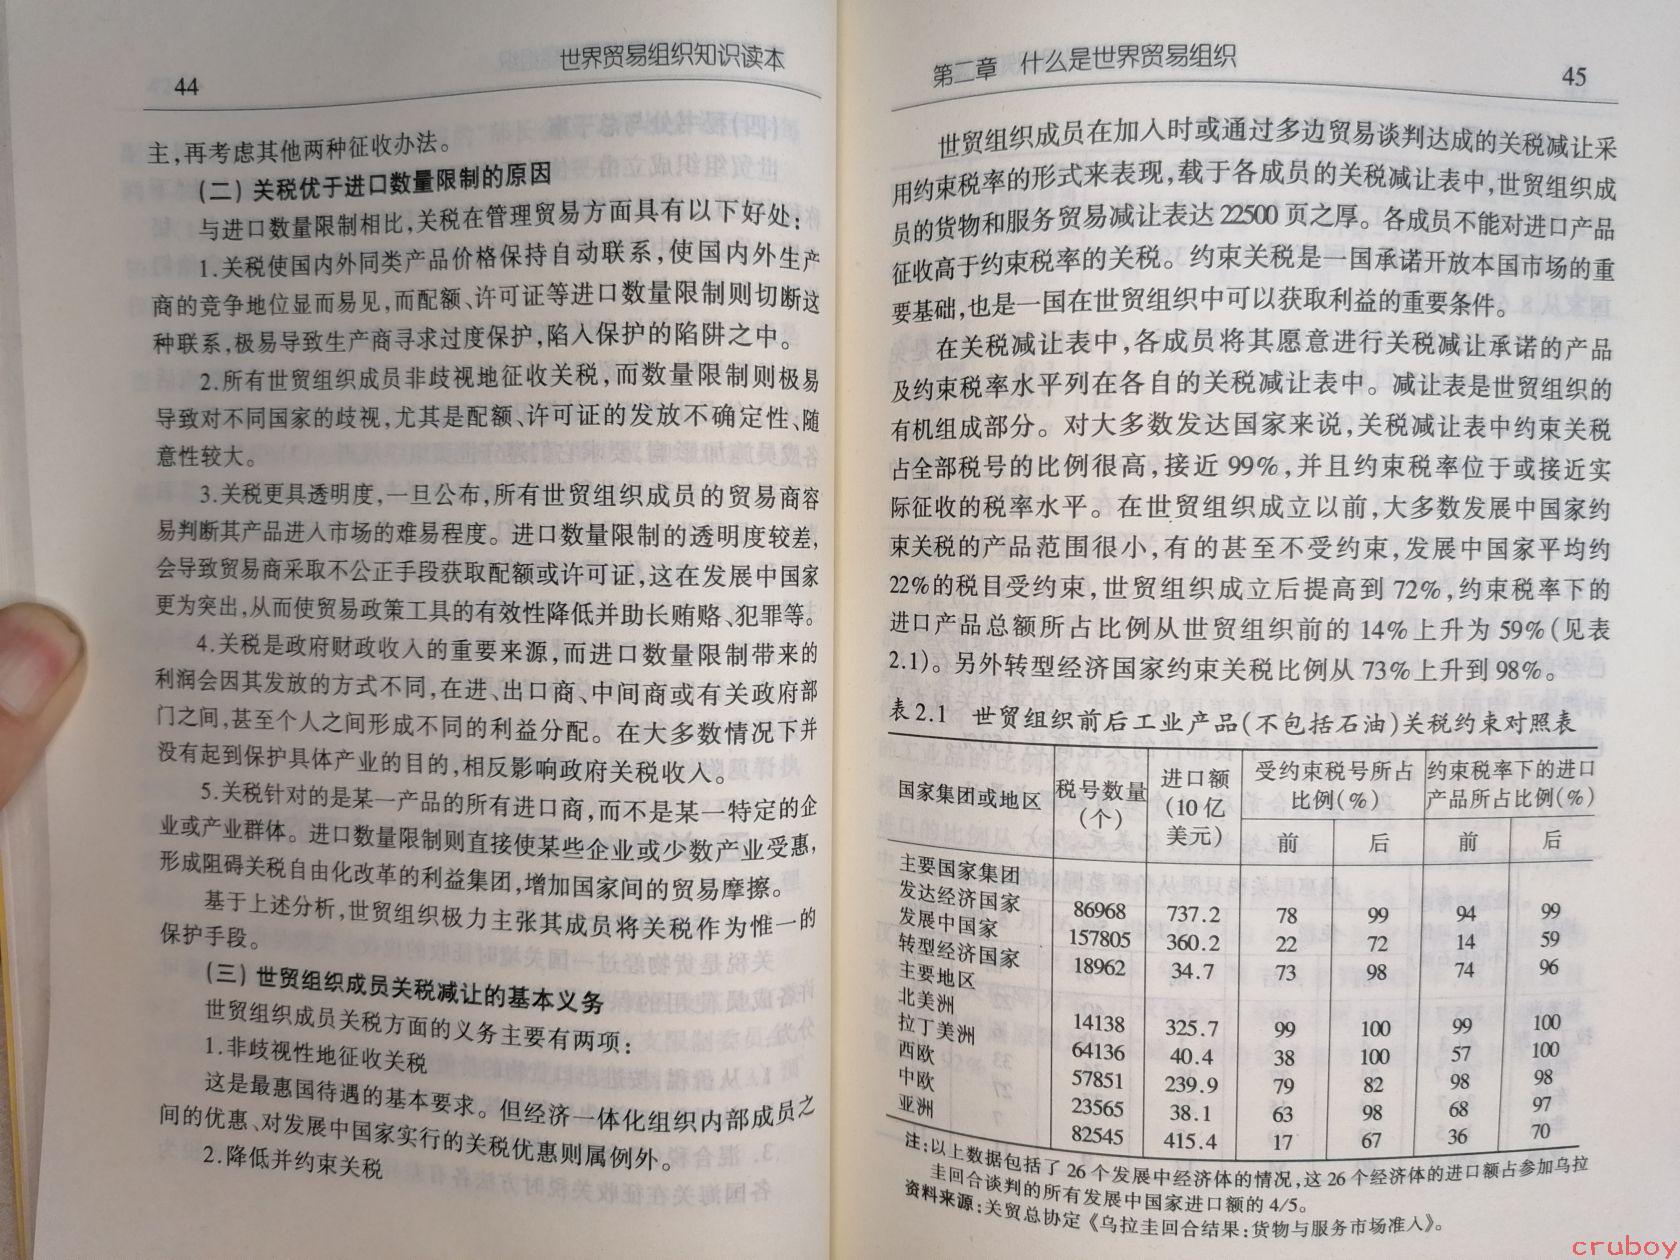 44
世界贸易组织知识读本
主,再考虑其他两种征收办法。
(二) 关税优于进口数量限制的原因
与进口数量限制相比,关税在管理贸易方面具有以下好处:
1.关税使国内外同类产品价格保持自动联系,使国内外生产
商的竞争地位显而易见,而配额、许可证等进口数量限制则切断这
种联系,极易导致生产商寻求过度保护,陷入保护的陷阱之中。
2.所有世贸组织成员非歧视地征收关税,而数量限制则极易
导致对不同国家的歧视,尤其是配额、许可证的发放不确定性、随
意性较大。
3.关税更具透明度,一旦公布,所有世贸组织成员的贸易商容
易判断其产品进入市场的难易程度。进口数量限制的透明度较差,
会导致贸易商采取不公正手段获取配额或许可证,这在发展中国家
更为突出,从而使贸易政策工具的有效性降低并助长贿赂、犯罪等。
4.关税是政府财政收入的重要来源,而进口数量限制带来的
利润会因其发放的方式不同,在进、出口商、中间商或有关政府部
门之间,甚至个人之间形成不同的利益分配。在大多数情况下并
没有起到保护具体产业的目的,相反影响政府关税收入。
5.关税针对的是某一产品的所有进口商,而不是某一特定的企
业或产业群体。进口数量限制则直接使某些企业或少数产业受惠,
形成阻碍关税自由化改革的利益集团,增加国家间的贸易摩擦。
基于上述分析,世贸组织极力主张其成员将关税作为惟一的
保护手段。
(三) 世贸组织成员关税减让的基本义务
世贸组织成员关税方面的义务主要有两项:
1.非歧视性地征收关税
这是最惠国待遇的基本要求。但经济一体化组织内部成员之
间的优惠、对发展中国家实行的关税优惠则属例外。
2.降低并约束关税
第二章 什么是世界贸易组织
45
世贸组织成员在加入时或通过多边贸易谈判达成的关税减让采
用约束税率的形式来表现,载于各成员的关税减让表中,世贸组织成
员的货物和服务贸易减让表达 22500 页之厚。各成员不能对进口产品
征收高于约束税率的关税。约束关税是一国承诺开放本国市场的重
要基础,也是一国在世贸组织中可以获取利益的重要条件。
在关税减让表中,各成员将其愿意进行关税减让承诺的产品
及约束税率水平列在各自的关税减让表中。减让表是世贸组织的
有机组成部分。对大多数发达国家来说,关税减让表中约束关税
占全部税号的比例很高,接近 99%,并且约束税率位于或接近实
际征收的税率水平。在世贸组织成立以前,大多数发展中国家约
束关税的产品范围很小,有的甚至不受约束,发展中国家平均约
22%的税目受约束,世贸组织成立后提高到 72%,约束税率下的
进口产品总额所占比例从世贸组织前的 14%上升为 59%(见表
2.1)。另外转型经济国家约束关税比例从 73%上升到 98%。
表 2.1 世贸组织前后工业产品(不包括石油)关税约束对照表
国家集团或地区 税号数量(个) 进口额(10亿美元) 受约束税号所占比例(%) 约束税率下的进口产品所占比例(%)
前 后 前 后
主要国家集团
发达经济国家 86968 737.2 78 99 94 99
发展中国家 157805 360.2 22 72 14 59
转型经济国家 18962 34.7 73 98 74 96
主要地区
北美洲 14138 325.7 99 100 99 100
拉丁美洲 64136 40.4 38 100 57 100
西欧 57851 239.9 79 82 98 98
中欧 23565 38.1 63 98 68 97
亚洲 82545 415.4 17 67 36 70
注:以上数据包括了 26 个发展中经济体的情况,这 26 个经济体的进口额占参加乌拉
圭回合谈判的所有发展中国家进口额的 4/5。
资料来源:关贸总协定《乌拉圭回合结果:货物与服务市场准入》。
cruboy